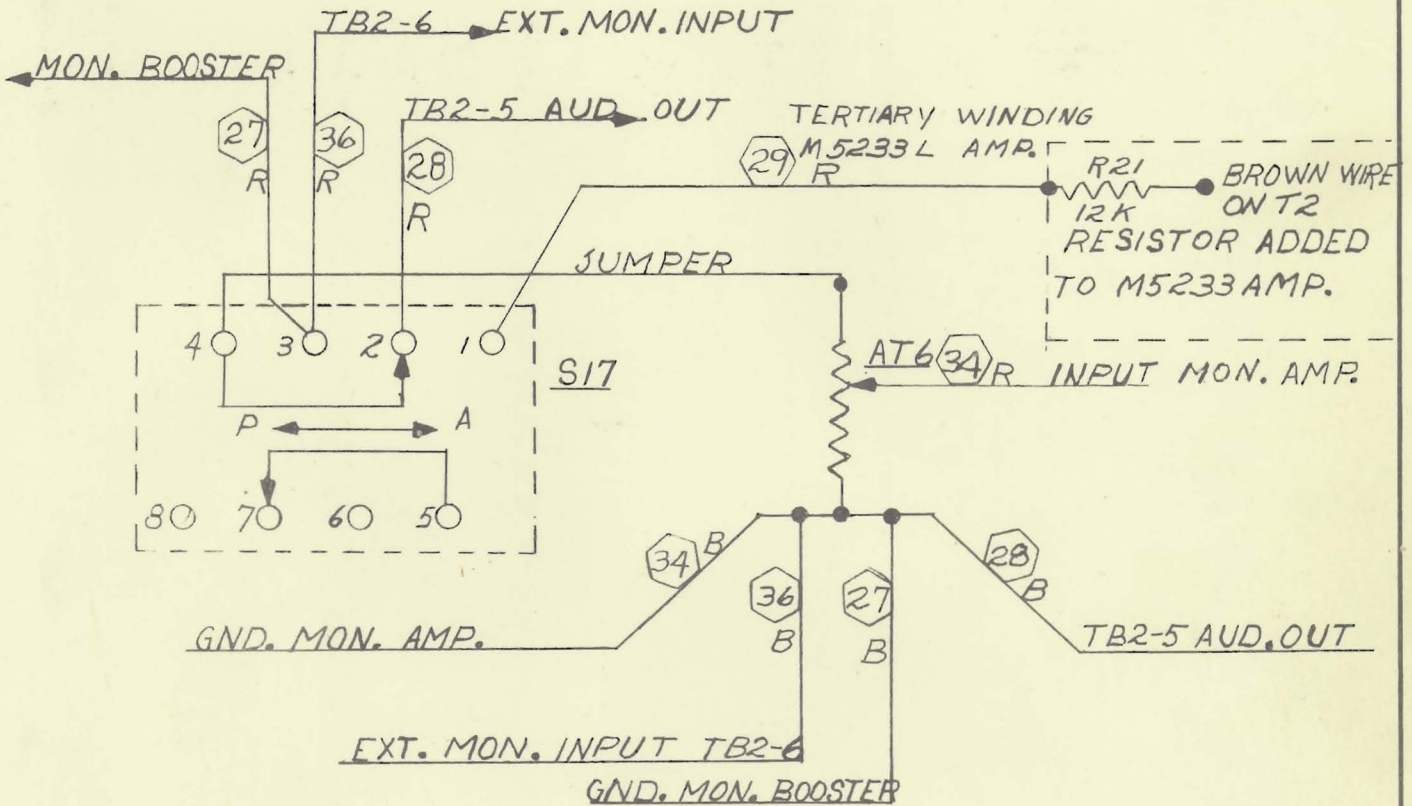 TB2-6 EXT. MON. INPUT
MON. BOOSTER
TB2-5 AUD. OUT
TERTIARY WINDING
M5233L AMP.
27
R
36
R
28
R
29
R
R21
12K
BROWN WIRE
ON T2
RESISTOR ADDED
TO M5233 AMP.
JUMPER
4
3
2
1
S17
P
A
8
7
6
5
AT6 34 R INPUT MON. AMP.
34
B
36
B
27
B
28
B
GND. MON. AMP.
TB2-5 AUD. OUT
EXT. MON. INPUT TB2-6
GND. MON. BOOSTER